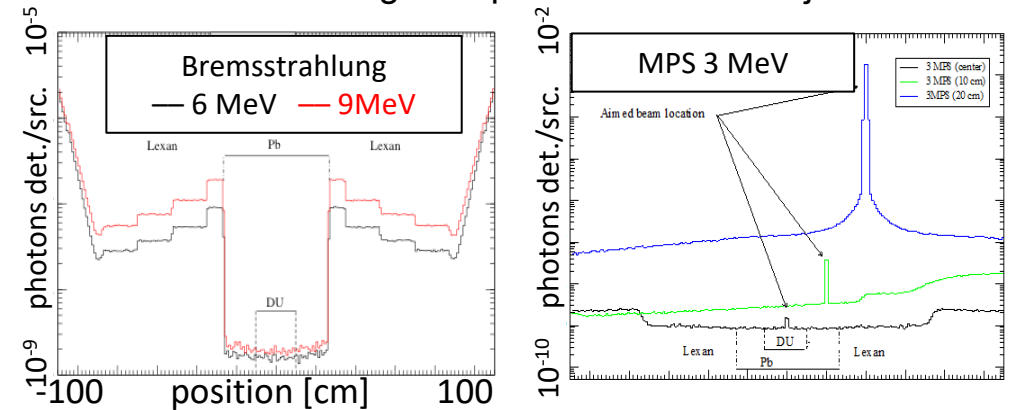 10-5
Bremsstrahlung
6 MeV 9MeV
Lexan Pb Lexan
DU
photons det./src.
10-9
-100 position [cm] 100
10-2
MPS 3 MeV
3 MPS (center)
3 MPS (10 cm)
3MPS (20 cm)
Aimed beam location
photons det./src.
DU
Lexan Lexan
Pb
10-10